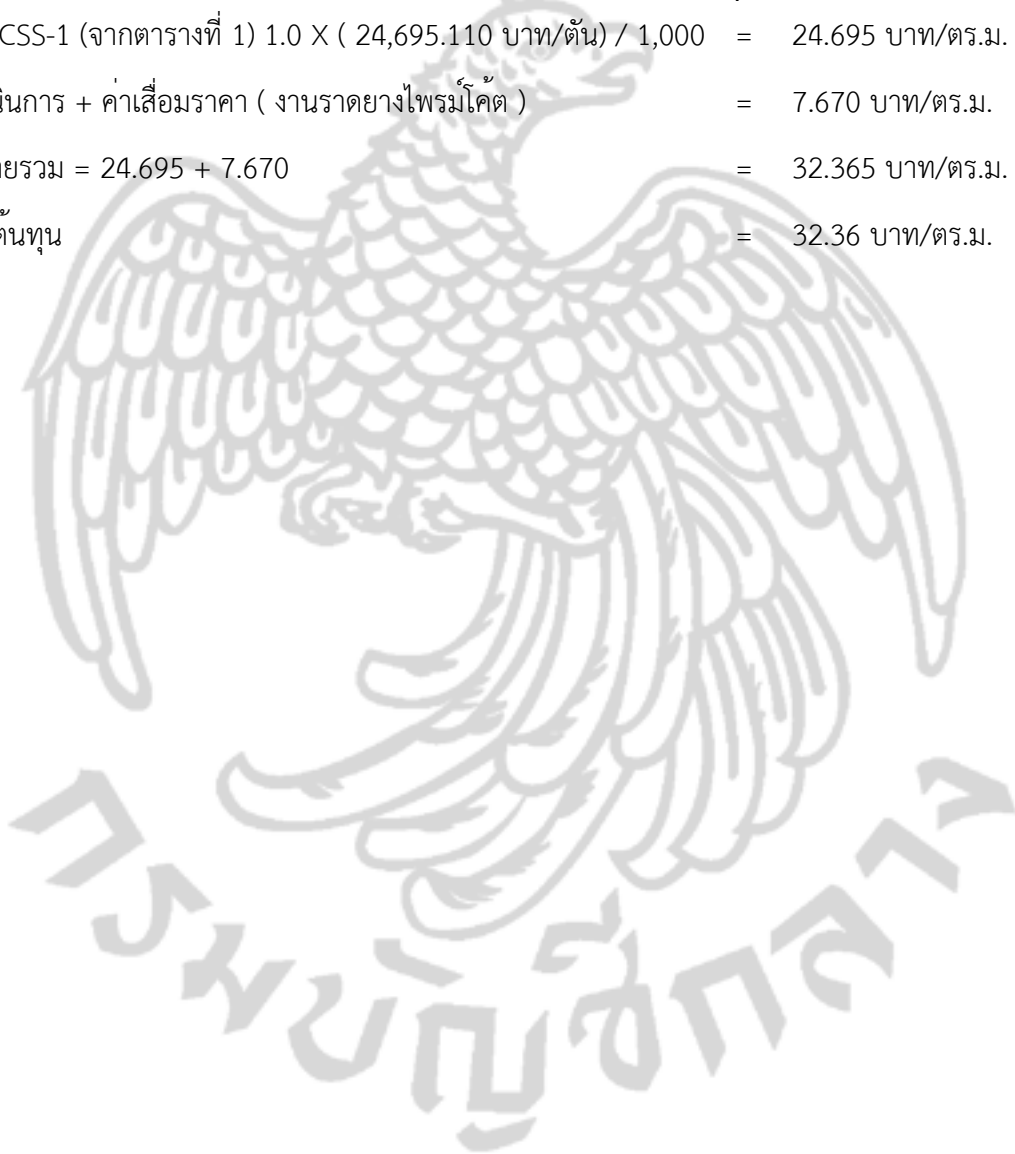 CSS-1 (จากตารางที่ 1) 1.0 X ( 24,695.110 บาท/ตัน) / 1,000 = 24.695 บาท/ตร.ม.
นินการ + ค่าเสื่อมราคา ( งานราดยางไพรม์โค้ต ) = 7.670 บาท/ตร.ม.
ยรวม = 24.695 + 7.670 = 32.365 บาท/ตร.ม.
ต้นทุน = 32.36 บาท/ตร.ม.
กรมบัญชีกลาง